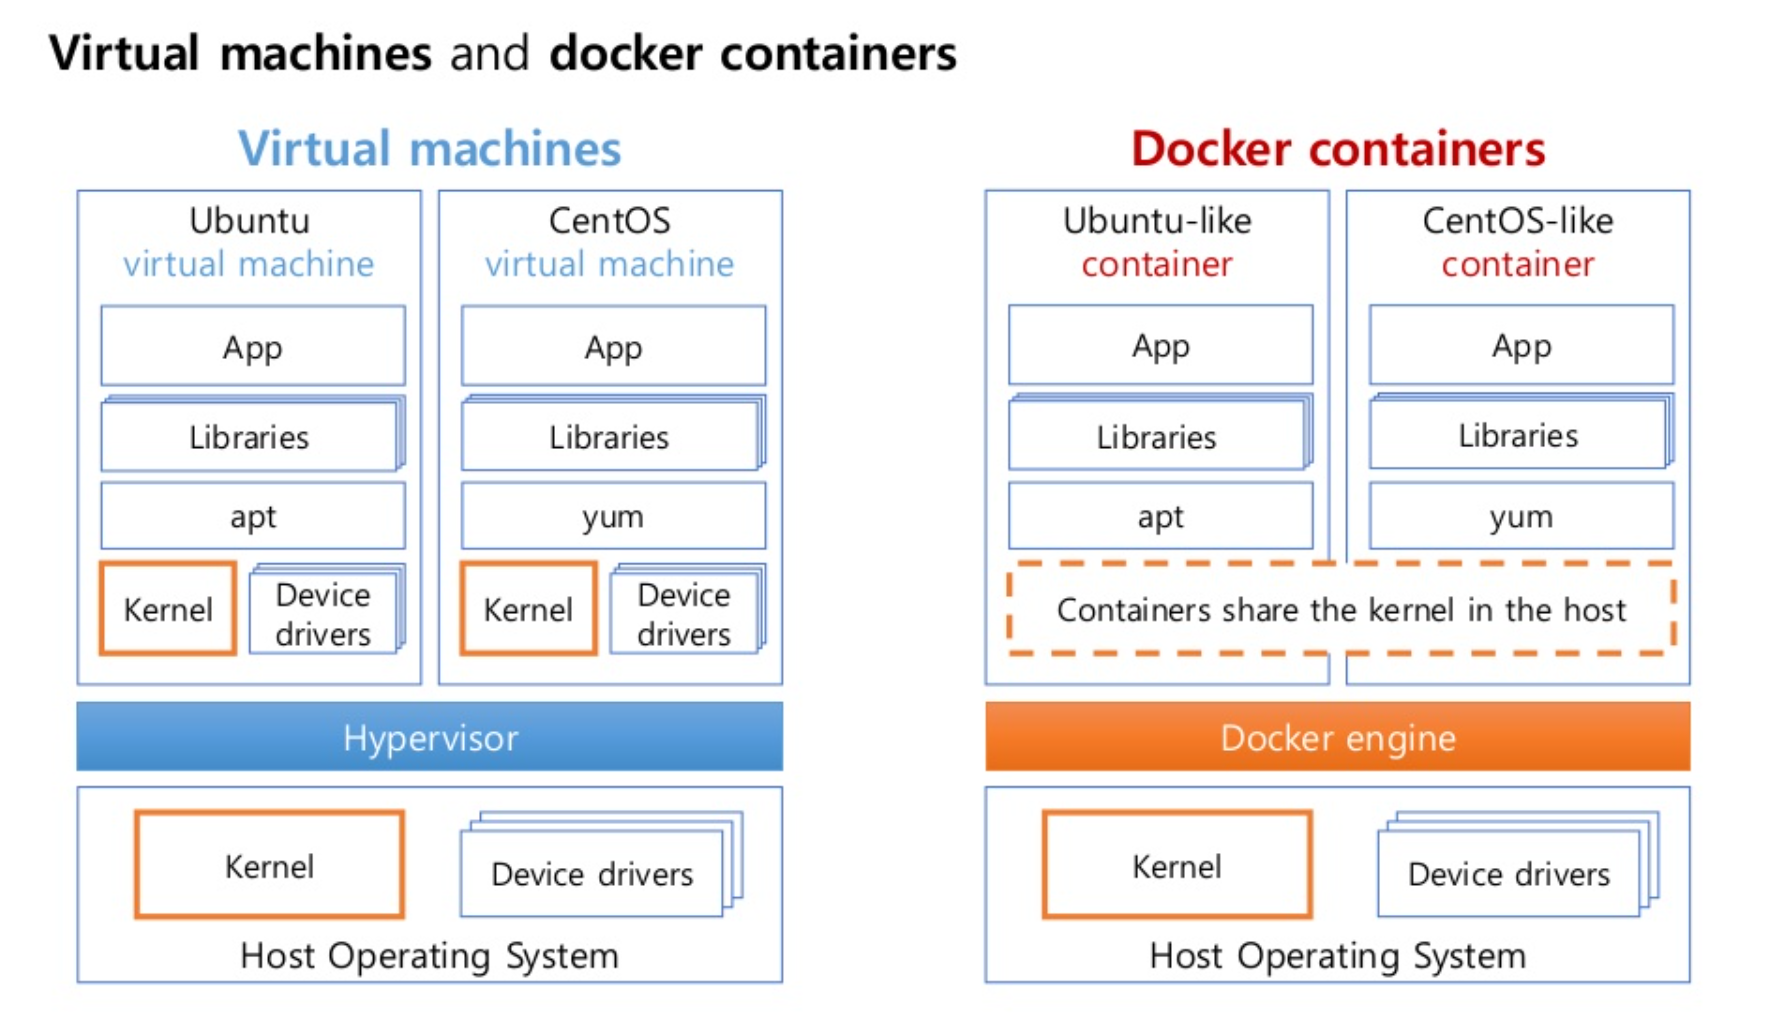 Virtual machines and docker containers
Virtual machines
Ubuntu
virtual machine
App
Libraries
apt
Kernel
Device
drivers
CentOS
virtual machine
App
Libraries
yum
Kernel
Device
drivers
Hypervisor
Kernel
Device drivers
Host Operating System
Docker containers
Ubuntu-like
container
App
Libraries
apt
CentOS-like
container
App
Libraries
yum
Containers share the kernel in the host
Docker engine
Kernel
Device drivers
Host Operating System